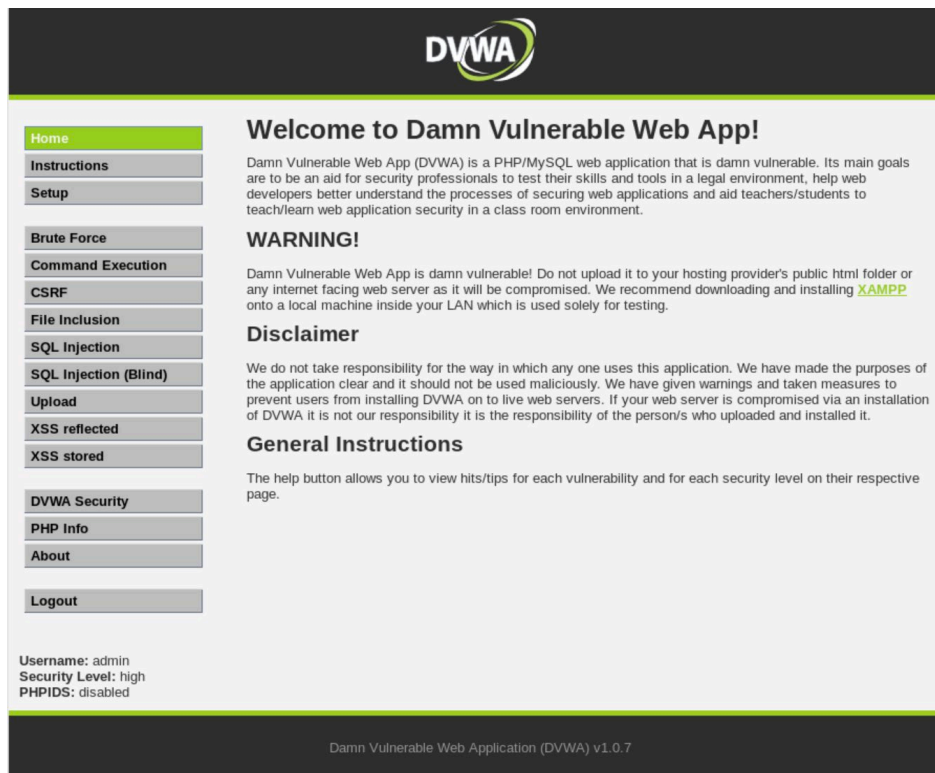 DVWA
Home
Instructions
Setup
Brute Force
Command Execution
CSRF
File Inclusion
SQL Injection
SQL Injection (Blind)
Upload
XSS reflected
XSS stored
DVWA Security
PHP Info
About
Logout
Username: admin
Security Level: high
PHPIDS: disabled
Welcome to Damn Vulnerable Web App!
Damn Vulnerable Web App (DVWA) is a PHP/MySQL web application that is damn vulnerable. Its main goals
are to be an aid for security professionals to test their skills and tools in a legal environment, help web
developers better understand the processes of securing web applications and aid teachers/students to
teach/learn web application security in a class room environment.
WARNING!
Damn Vulnerable Web App is damn vulnerable! Do not upload it to your hosting provider's public html folder or
any internet facing web server as it will be compromised. We recommend downloading and installing XAMPP
onto a local machine inside your LAN which is used solely for testing.
Disclaimer
We do not take responsibility for the way in which any one uses this application. We have made the purposes of
the application clear and it should not be used maliciously. We have given warnings and taken measures to
prevent users from installing DVWA on to live web servers. If your web server is compromised via an installation
of DVWA it is not our responsibility it is the responsibility of the person/s who uploaded and installed it.
General Instructions
The help button allows you to view hits/tips for each vulnerability and for each security level on their respective
page.
Damn Vulnerable Web Application (DVWA) v1.0.7